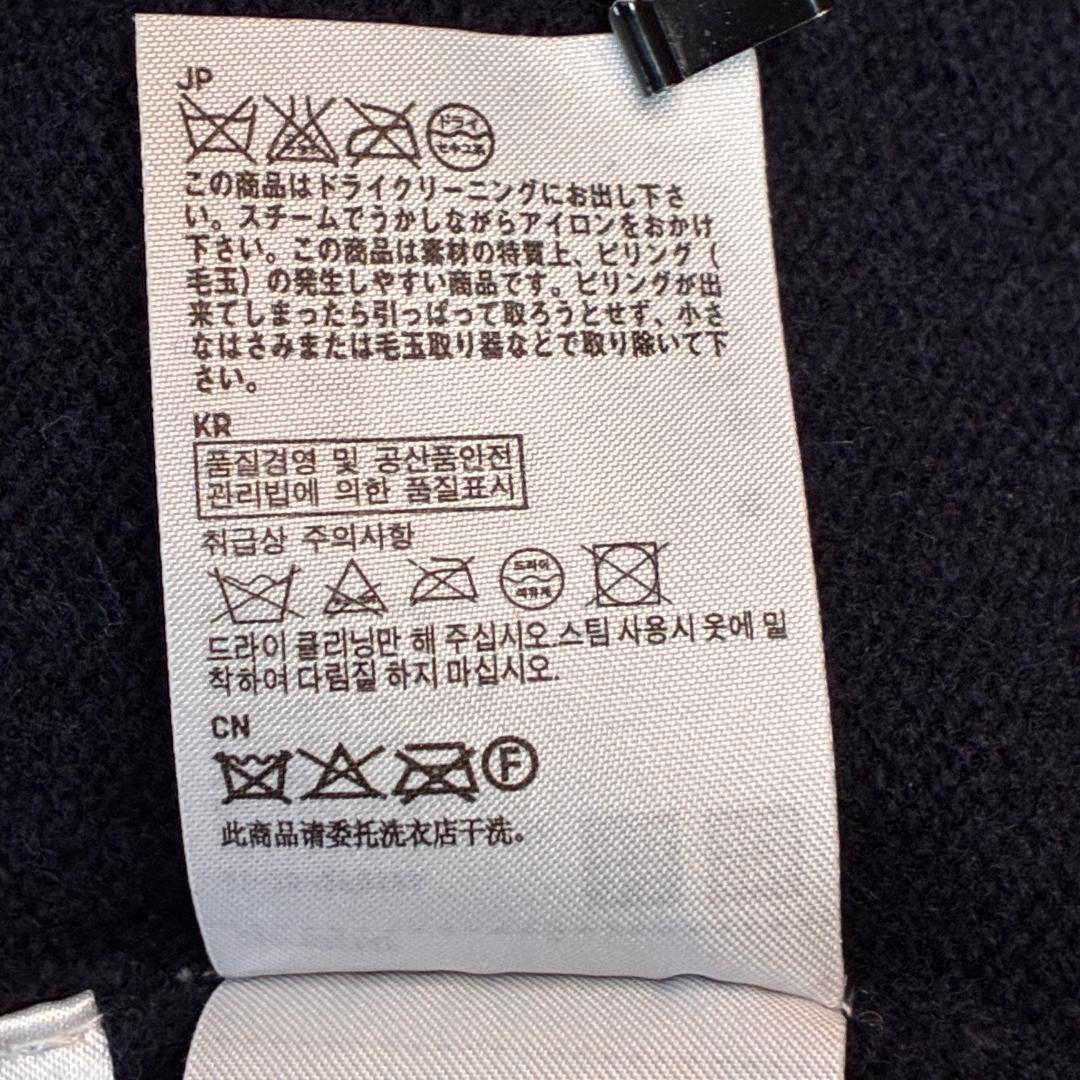 JP
ドライ
セキユ系
この商品はドライクリーニングにお出し下さ
い。スチームでうかしながらアイロンをおかけ
下さい。この商品は素材の特質上、ピリング（
毛玉）の発生しやすい商品です。ピリングが出
来てしまったら引っぱって取ろうとせず、小さ
なはさみまたは毛玉取り器などで取り除いて下
さい。
KR
품질경영 및 공산품안전
관리법에 의한 품질표시
취급상 주의사항
드라이
석유계
드라이 클리닝만 해 주십시오.스팀 사용시 옷에 밀
착하여 다림질 하지 마십시오.
CN
F
此商品请委托洗衣店干洗。